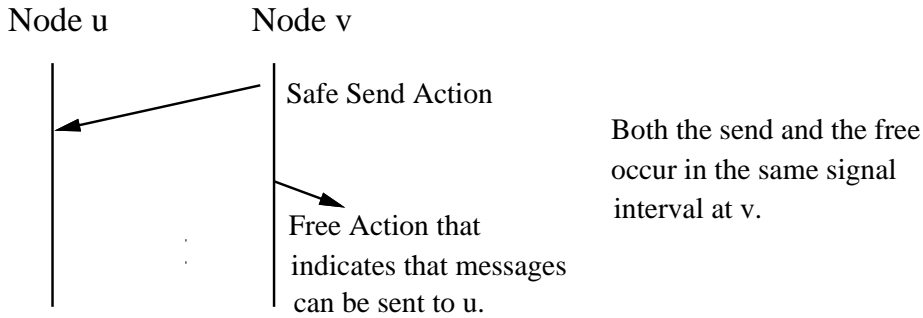 Node u
Node v
Safe Send Action
Both the send and the free
occur in the same signal
interval at v.
Free Action that
indicates that messages
can be sent to u.